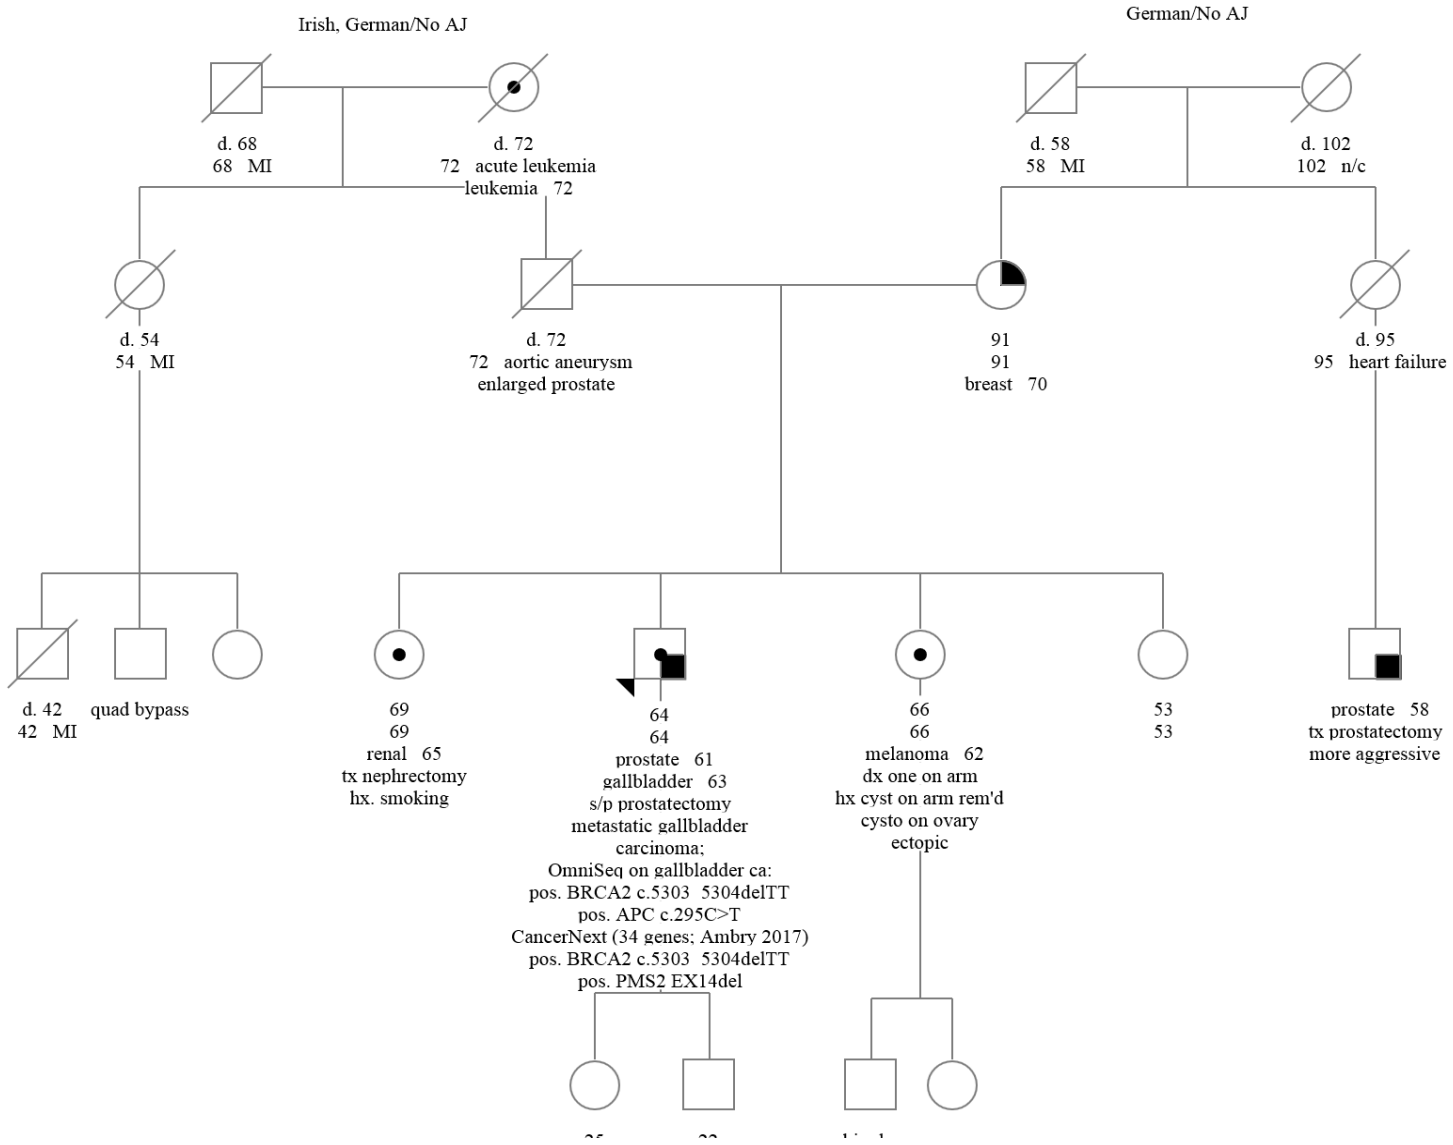 Irish, German/No AJ
German/No AJ
d. 68
68 MI
d. 72
72 acute leukemia
leukemia 72
d. 58
58 MI
d. 102
102 n/c
d. 54
54 MI
d. 72
72 aortic aneurysm
enlarged prostate
91
91
breast 70
d. 95
95 heart failure
d. 42
42 MI
quad bypass
69
69
renal 65
tx nephrectomy
hx. smoking
64
64
prostate 61
gallbladder 63
s/p prostatectomy
metastatic gallbladder
carcinoma;
OmniSeq on gallbladder ca:
pos. BRCA2 c.5303_5304delTT
pos. APC c.295C>T
CancerNext (34 genes; Ambry 2017)
pos. BRCA2 c.5303_5304delTT
pos. PMS2 EX14del
66
66
melanoma 62
dx one on arm
hx cyst on arm rem'd
cysto on ovary
ectopic
53
53
prostate 58
tx prostatectomy
more aggressive